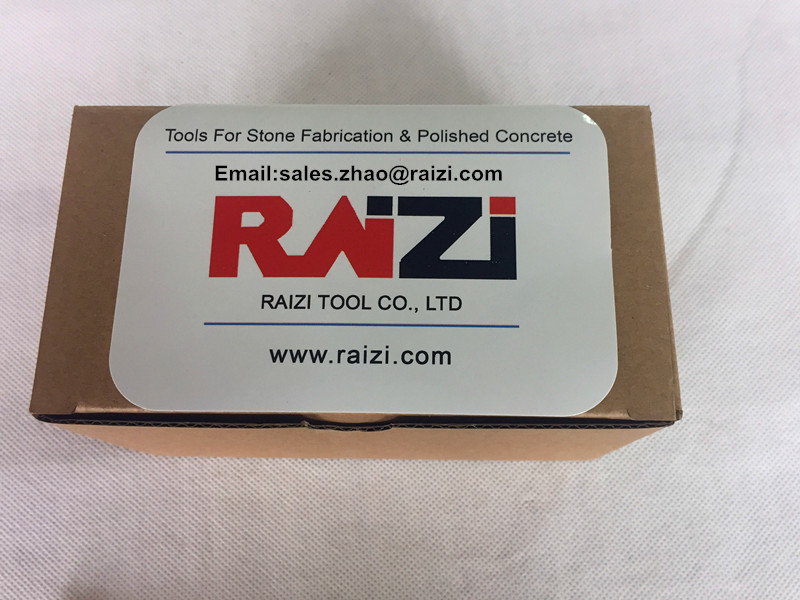 Tools For Stone Fabrication & Polished Concrete
Email:sales.zhao@raizi.com
RAiZi
RAIZI TOOL CO., LTD
www.raizi.com